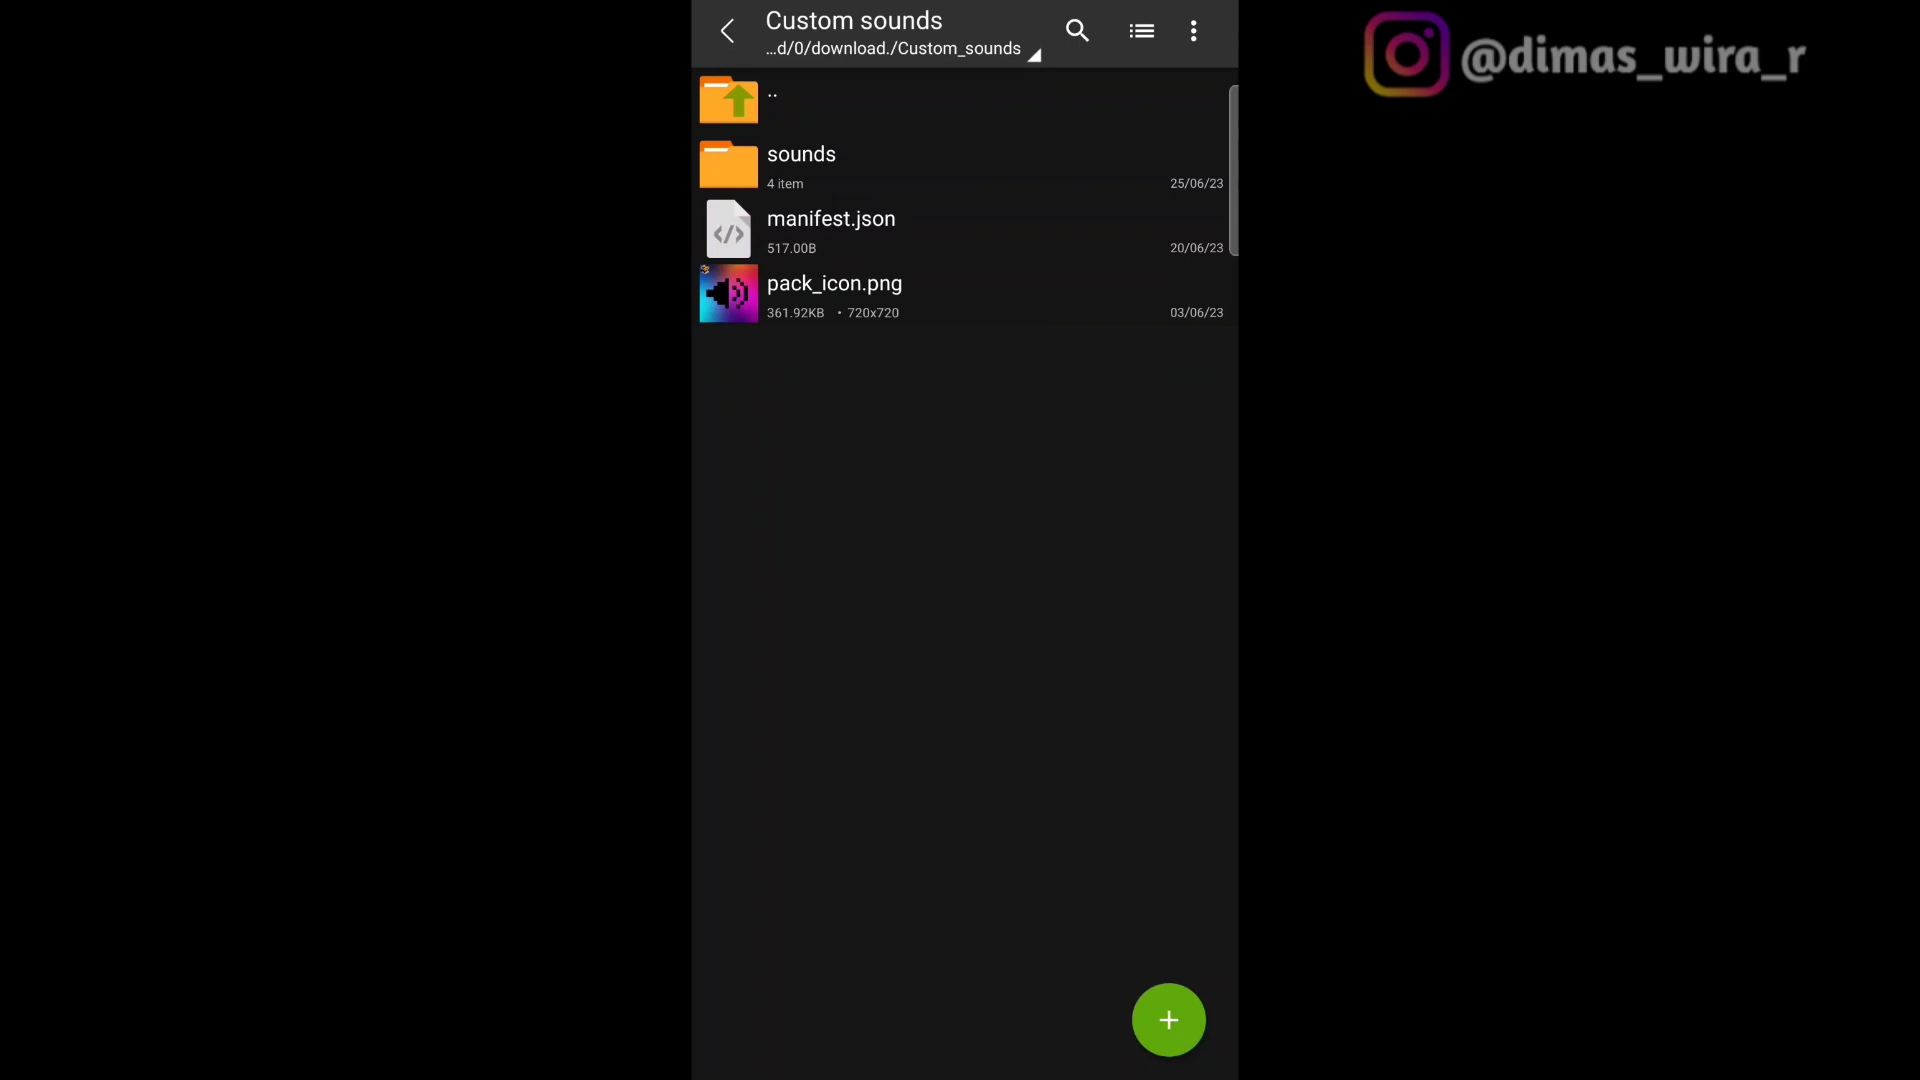 Custom sounds
...d/0/download./Custom_sounds
@dimas_wira_r
..
sounds
4 item
25/06/23
manifest.json
517.00B
20/06/23
pack_icon.png
361.92KB • 720x720
03/06/23